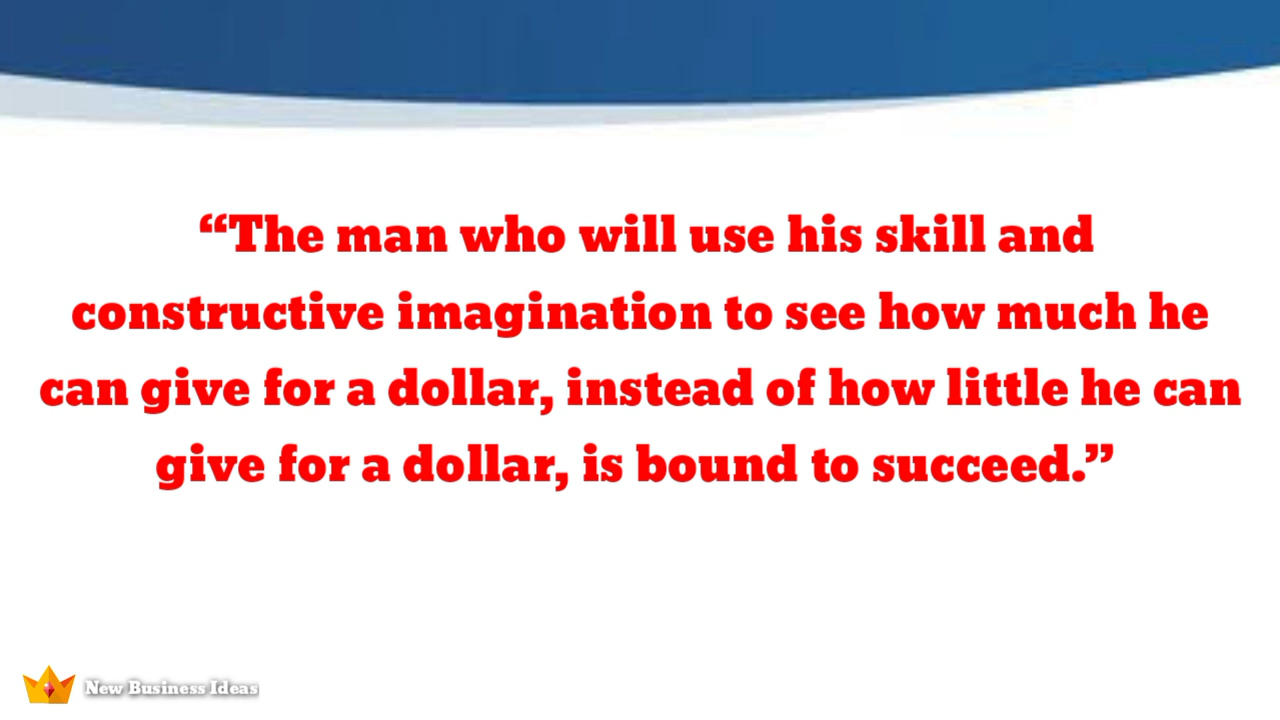 “The man who will use his skill and
constructive imagination to see how much he
can give for a dollar, instead of how little he can
give for a dollar, is bound to succeed.”
New Business Ideas